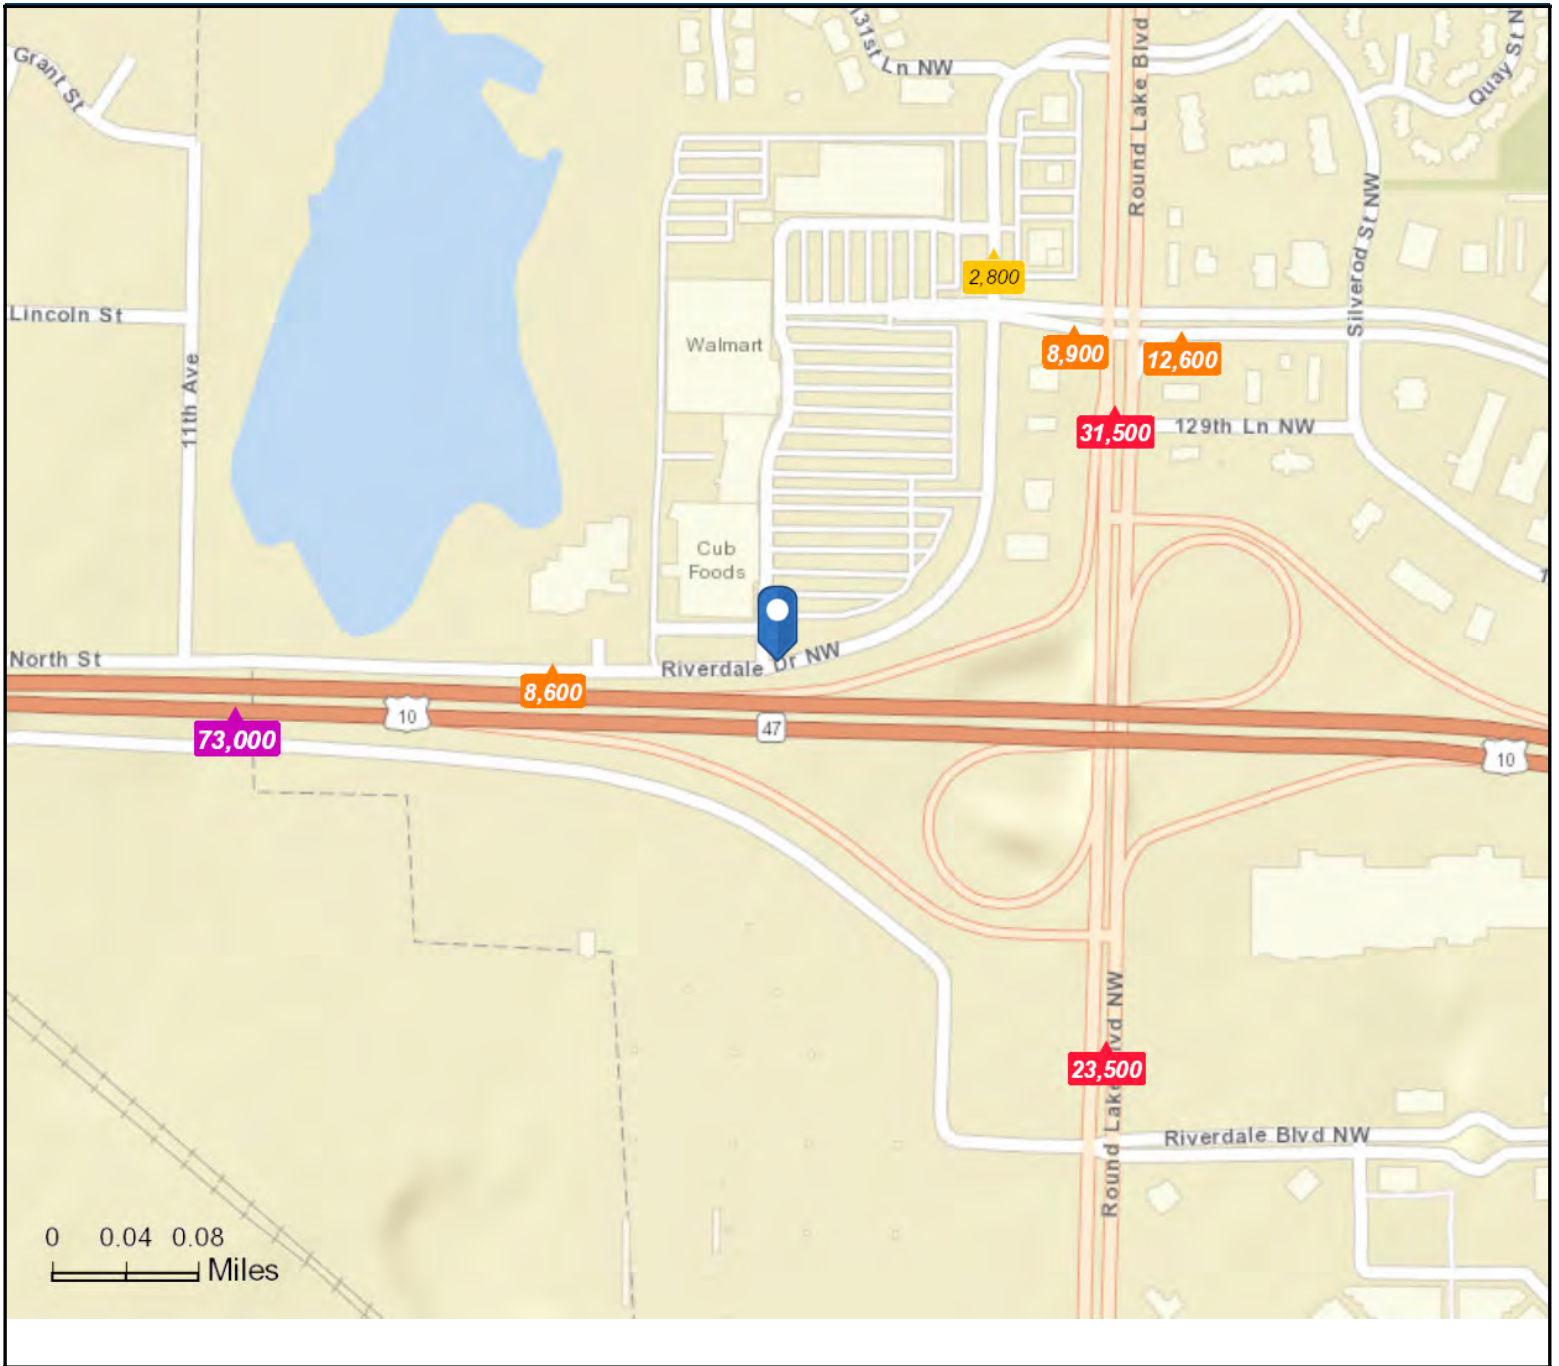 131st Ln NW
Round Lake Blvd
Quay St N
Grant St
Silverod St NW
2,800
Lincoln St
Walmart
8,900
12,600
11th Ave
31,500
129th Ln NW
Cub
Foods
North St
Riverdale Dr NW
8,600
10
47
73,000
10
Round Lake Blvd NW
23,500
Riverdale Blvd NW
0 0.04 0.08
Miles